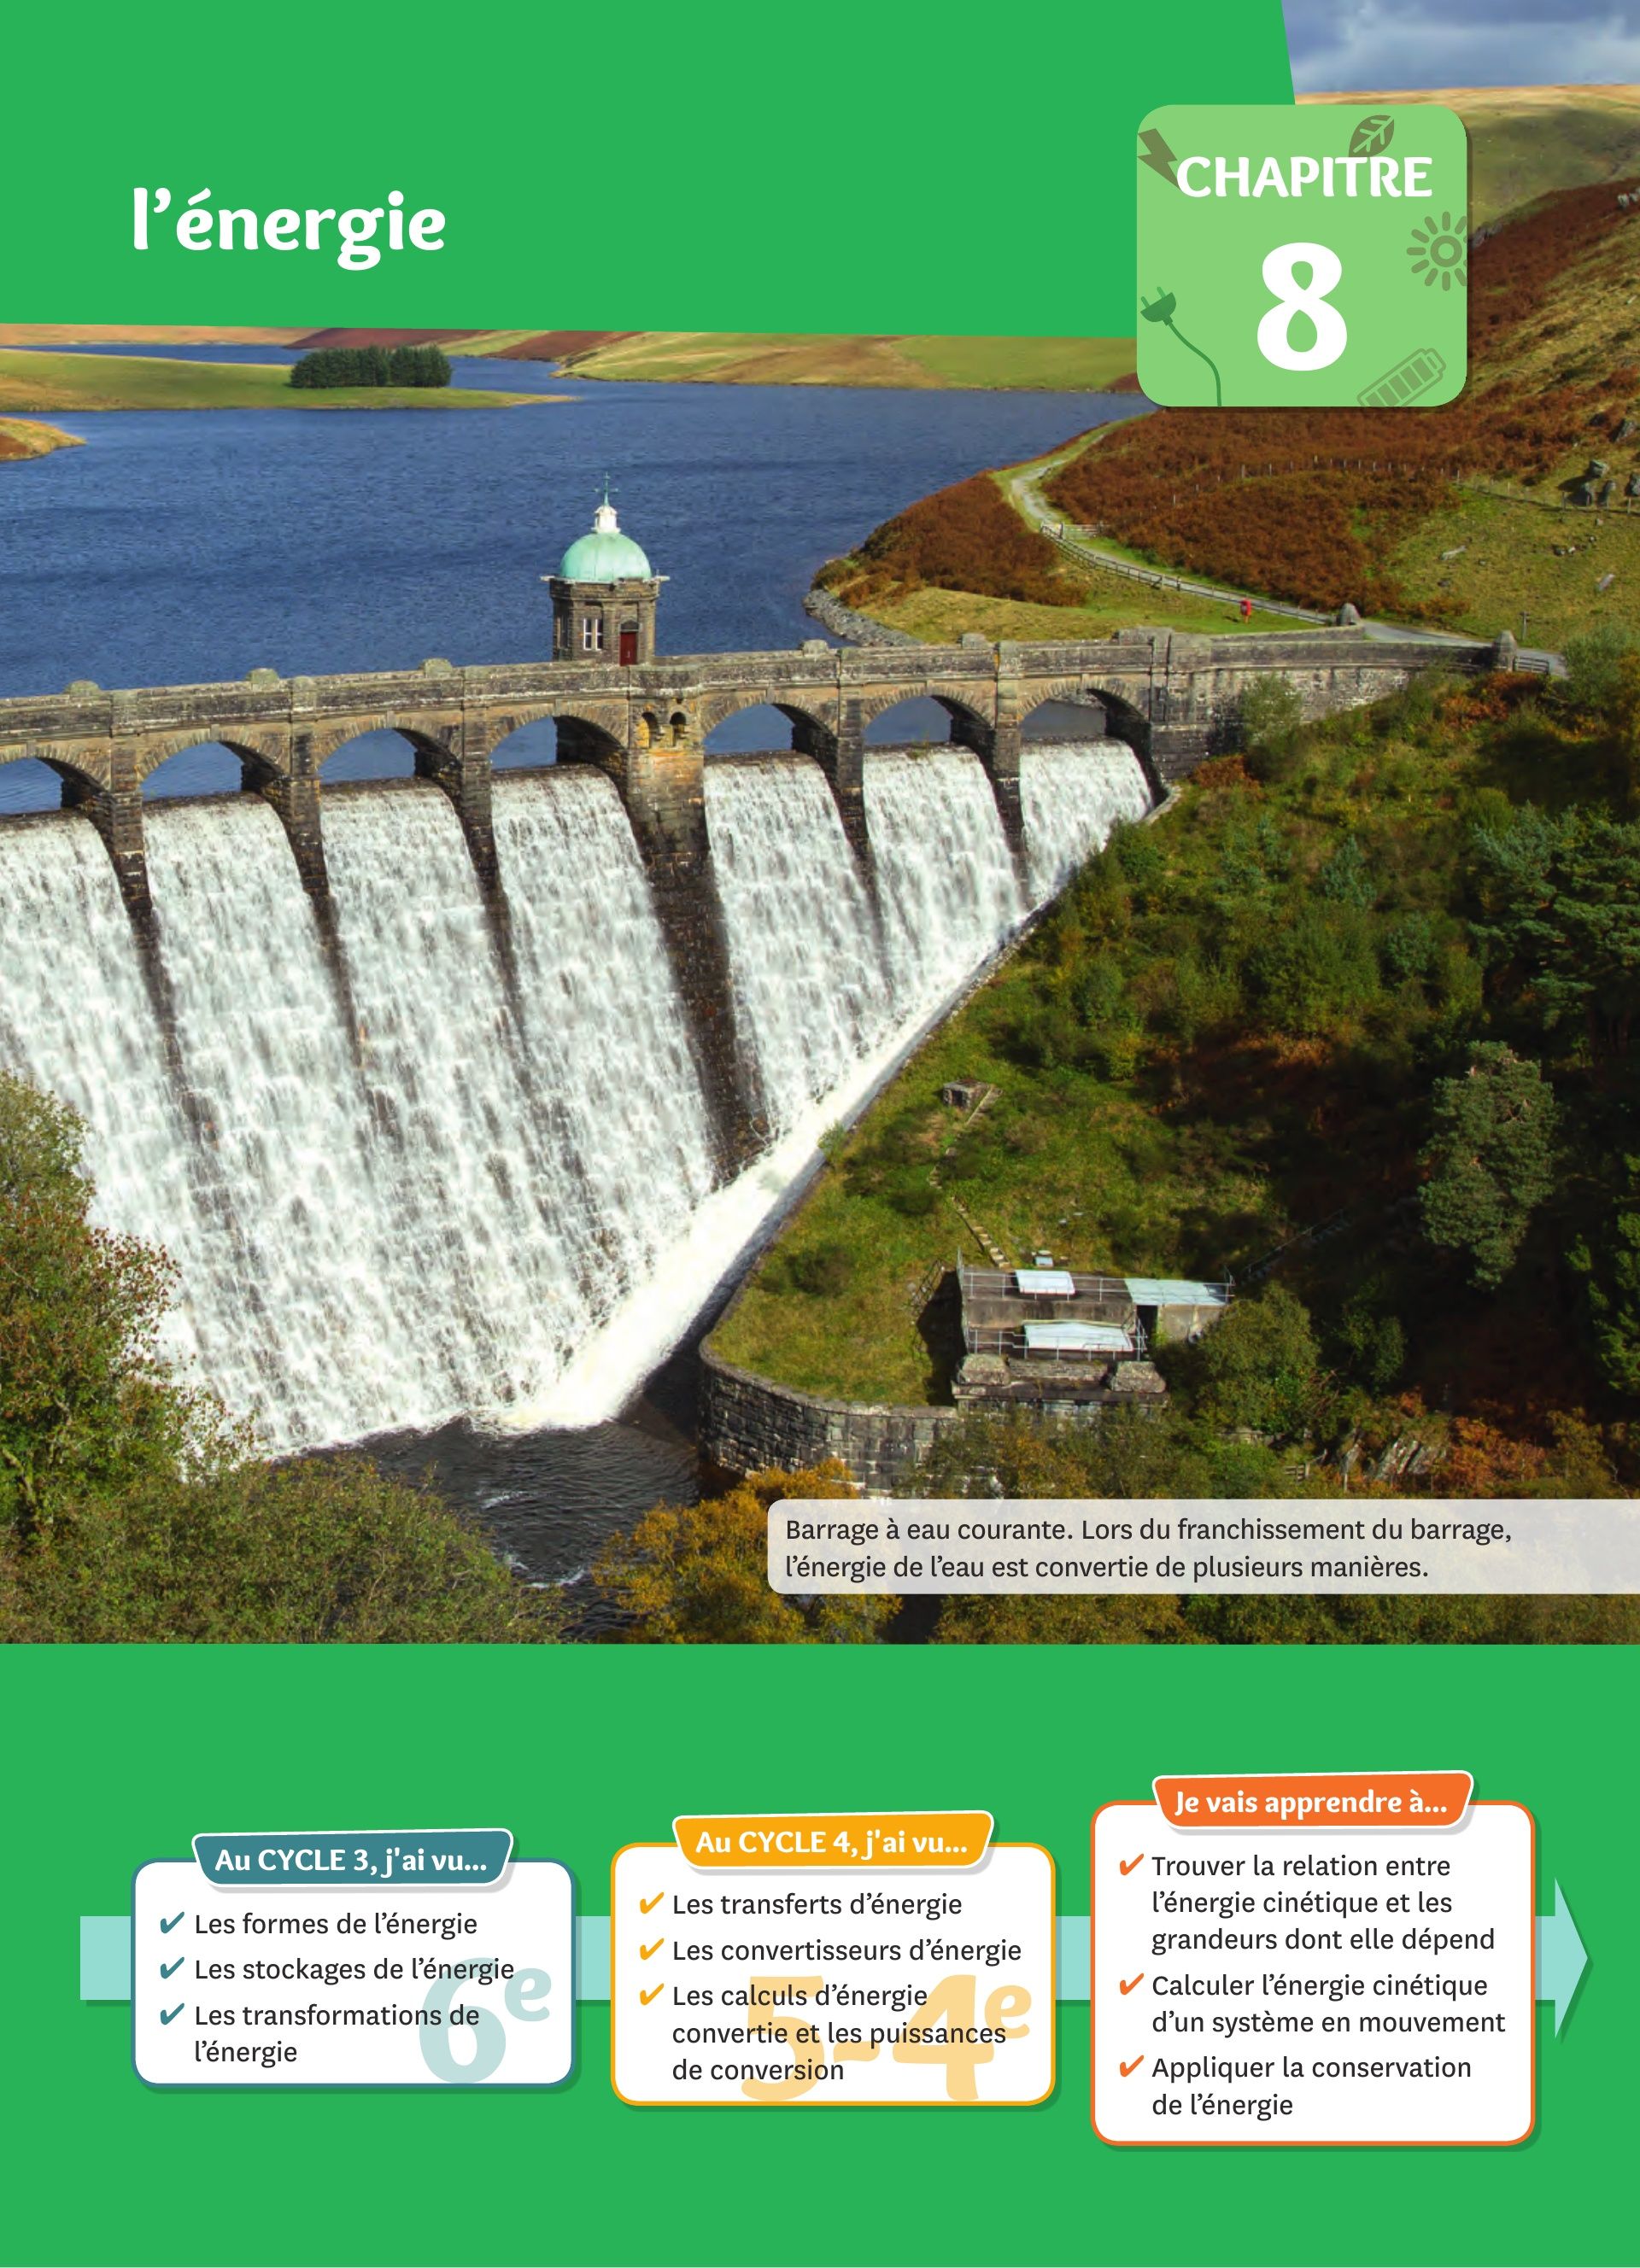 l'énergie
CHAPITRE
8
Barrage à eau courante. Lors du franchissement du barrage,
l'énergie de l'eau est convertie de plusieurs manières.
Au CYCLE 3, j'ai vu...
✔ Les formes de l'énergie
✔ Les stockages de l'énergie
✔ Les transformations de
l'énergie
6e
Au CYCLE 4, j'ai vu...
✔ Les transferts d'énergie
✔ Les convertisseurs d'énergie
✔ Les calculs d'énergie
convertie et les puissances
de conversion
5-4e
Je vais apprendre à...
✔ Trouver la relation entre
l'énergie cinétique et les
grandeurs dont elle dépend
✔ Calculer l'énergie cinétique
d'un système en mouvement
✔ Appliquer la conservation
de l'énergie